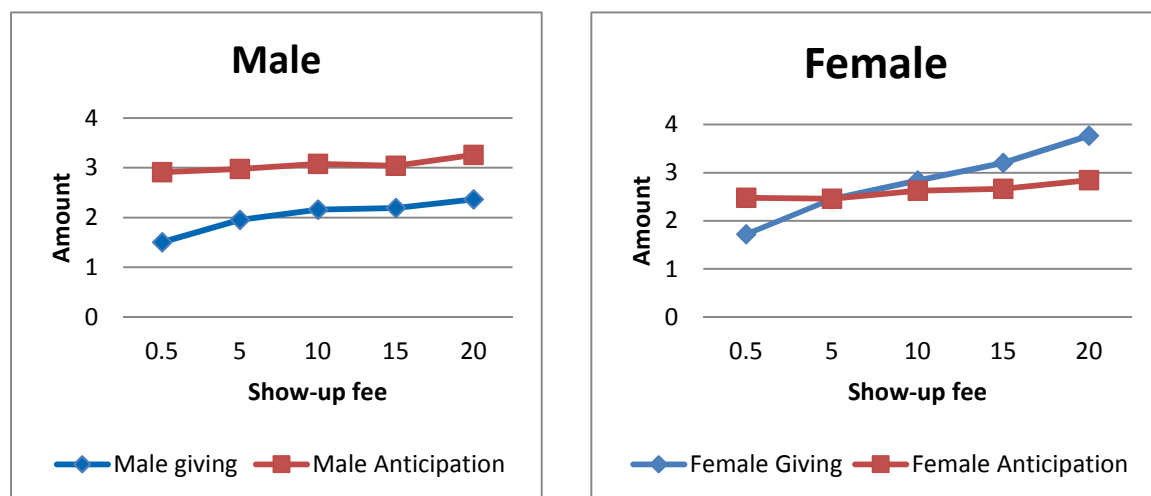 Male
4
3
2
1
0
Amount
0.5 5 10 15 20
Show-up fee
Male giving Male Anticipation
Female
4
3
2
1
0
Amount
0.5 5 10 15 20
Show-up fee
Female Giving Female Anticipation